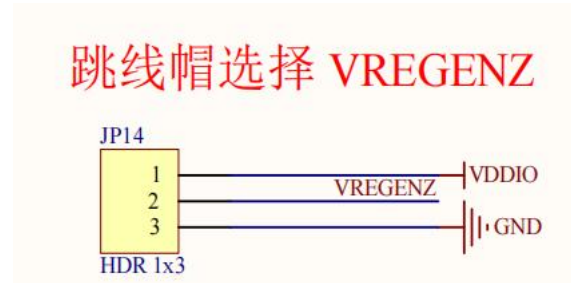 跳线帽选择 VREGENZ
JP14
1
VDDIO
VREGENZ
2
3
GND
HDR 1x3